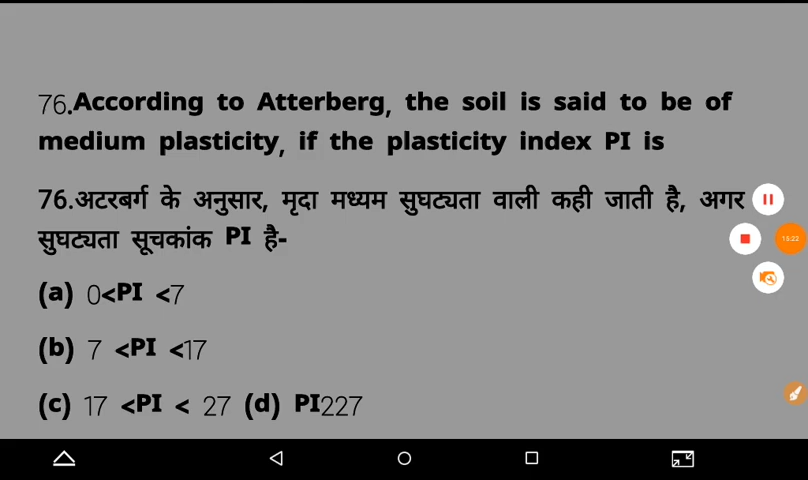 76.According to Atterberg, the soil is said to be of
medium plasticity, if the plasticity index PI is
76.अटरबर्ग के अनुसार, मृदा मध्यम सुघट्यता वाली कही जाती है, अगर
सुघट्यता सूचकांक PI है-
(a) 0<PI <7
(b) 7 <PI <17
(c) 17 <PI < 27 (d) PI227
15:22